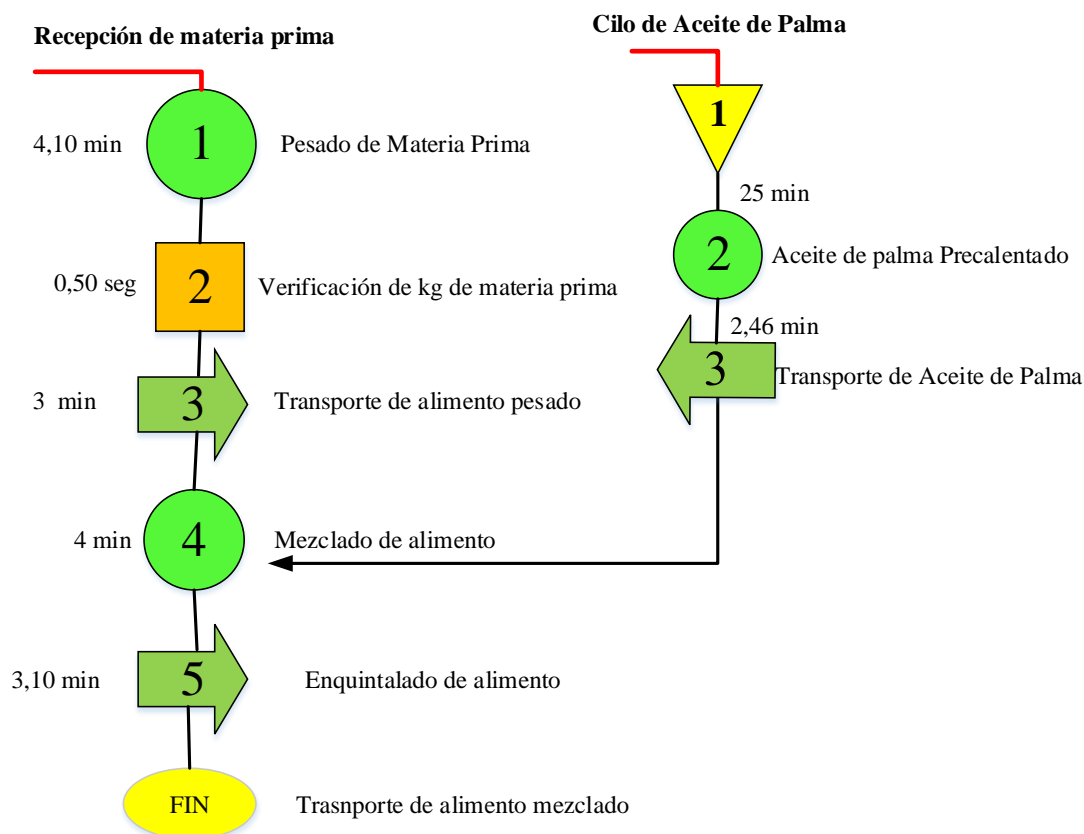 Recepción de materia prima
4,10 min
1
Pesado de Materia Prima
0,50 seg
2
Verificación de kg de materia prima
3 min
3
Transporte de alimento pesado
4 min
4
Mezclado de alimento
3,10 min
5
Enquintalado de alimento
FIN
Trasnporte de alimento mezclado
Cilo de Aceite de Palma
1
25 min
2
Aceite de palma Precalentado
2,46 min
3
Transporte de Aceite de Palma